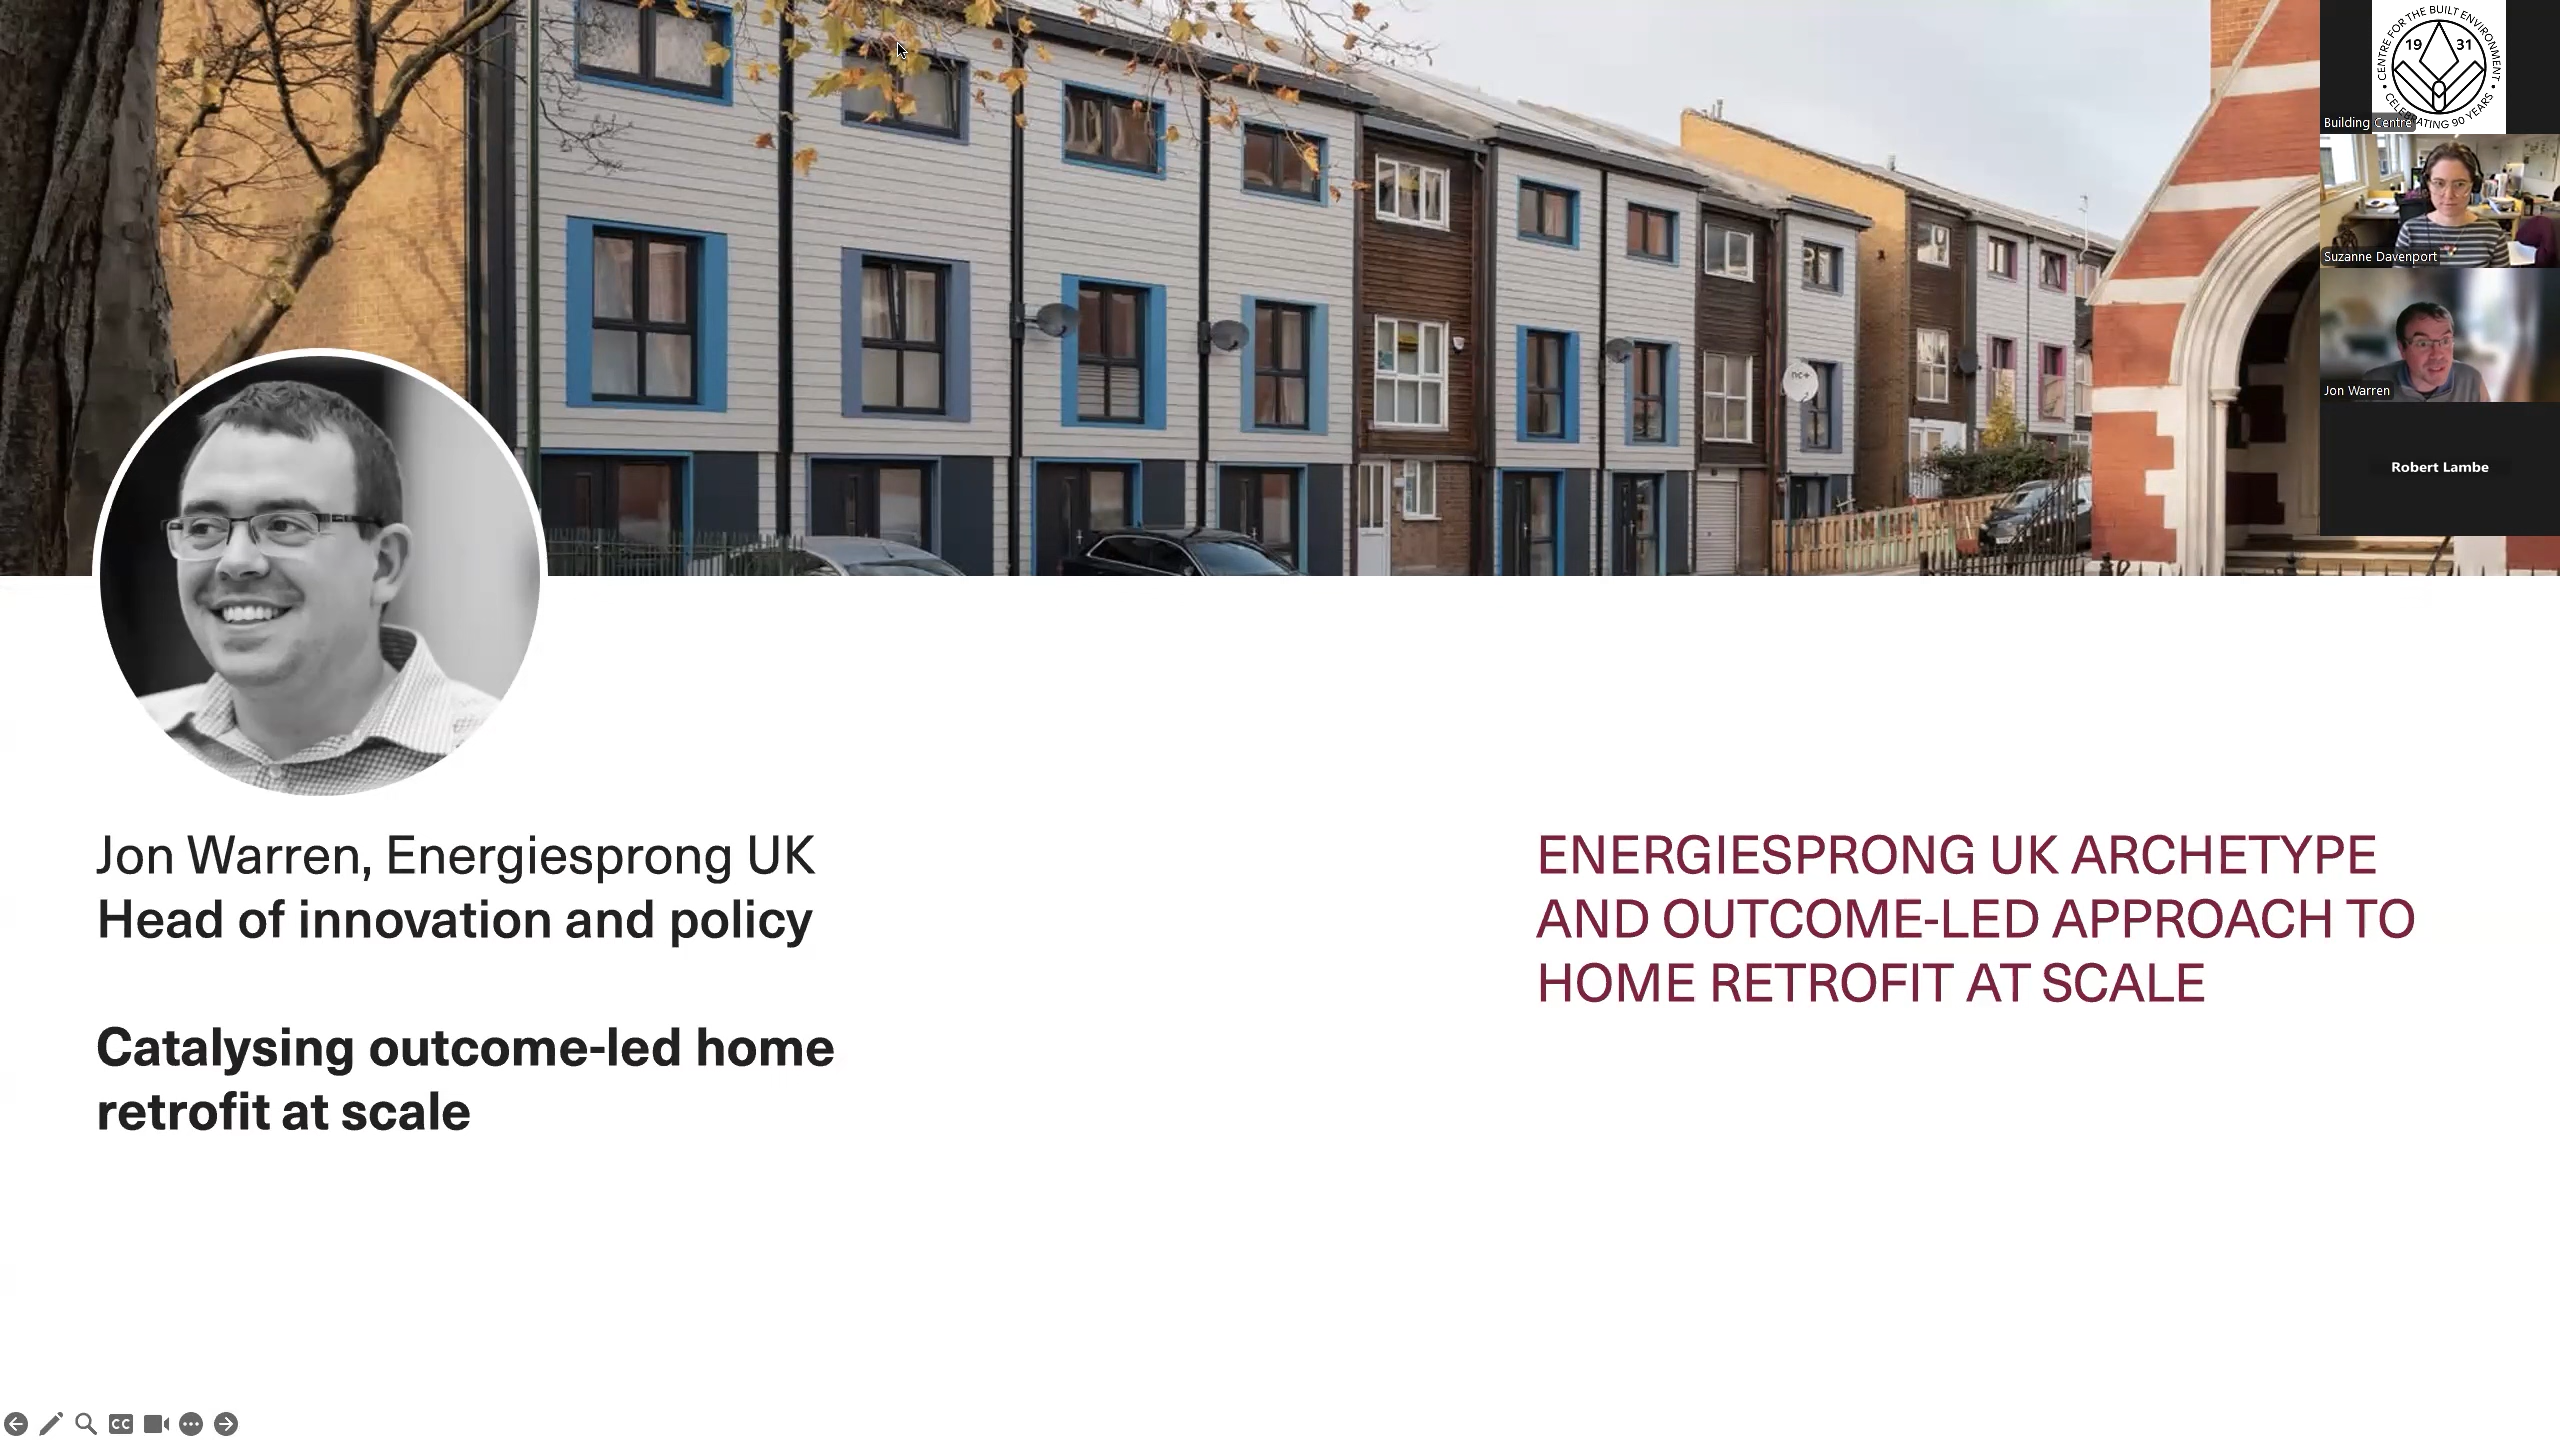 CENTRE FOR THE BUILT ENVIRONMENT
19 31
CELEBRATING 90 YEARS
Building Centre
Suzanne Davenport
Jon Warren
Robert Lambe
nc+
Jon Warren, Energiesprong UK
Head of innovation and policy
Catalysing outcome-led home
retrofit at scale
ENERGIESPRONG UK ARCHETYPE
AND OUTCOME-LED APPROACH TO
HOME RETROFIT AT SCALE
CC